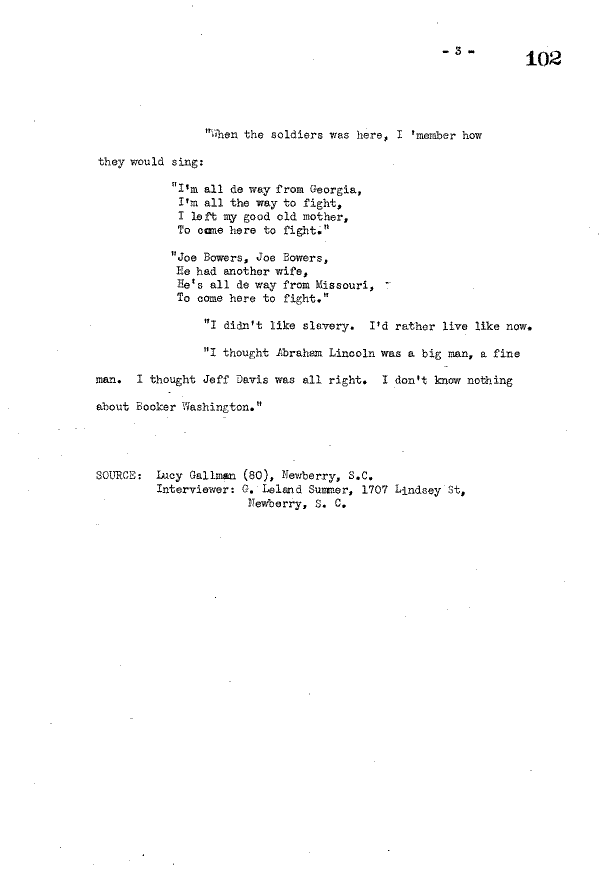 - 3 -
102
"When the soldiers was here, I 'member how
they would sing:
"I'm all de way from Georgia,
I'm all the way to fight,
I left my good old mother,
To come here to fight."
"Joe Bowers, Joe Bowers,
He had another wife,
He's all de way from Missouri,
To come here to fight."
"I didn't like slavery. I'd rather live like now.
"I thought Abraham Lincoln was a big man, a fine
man. I thought Jeff Davis was all right. I don't know nothing
about Booker Washington."
SOURCE: Lucy Gallman (80), Newberry, S.C.
Interviewer: G. Leland Summer, 1707 Lindsey St,
Newberry, S. C.